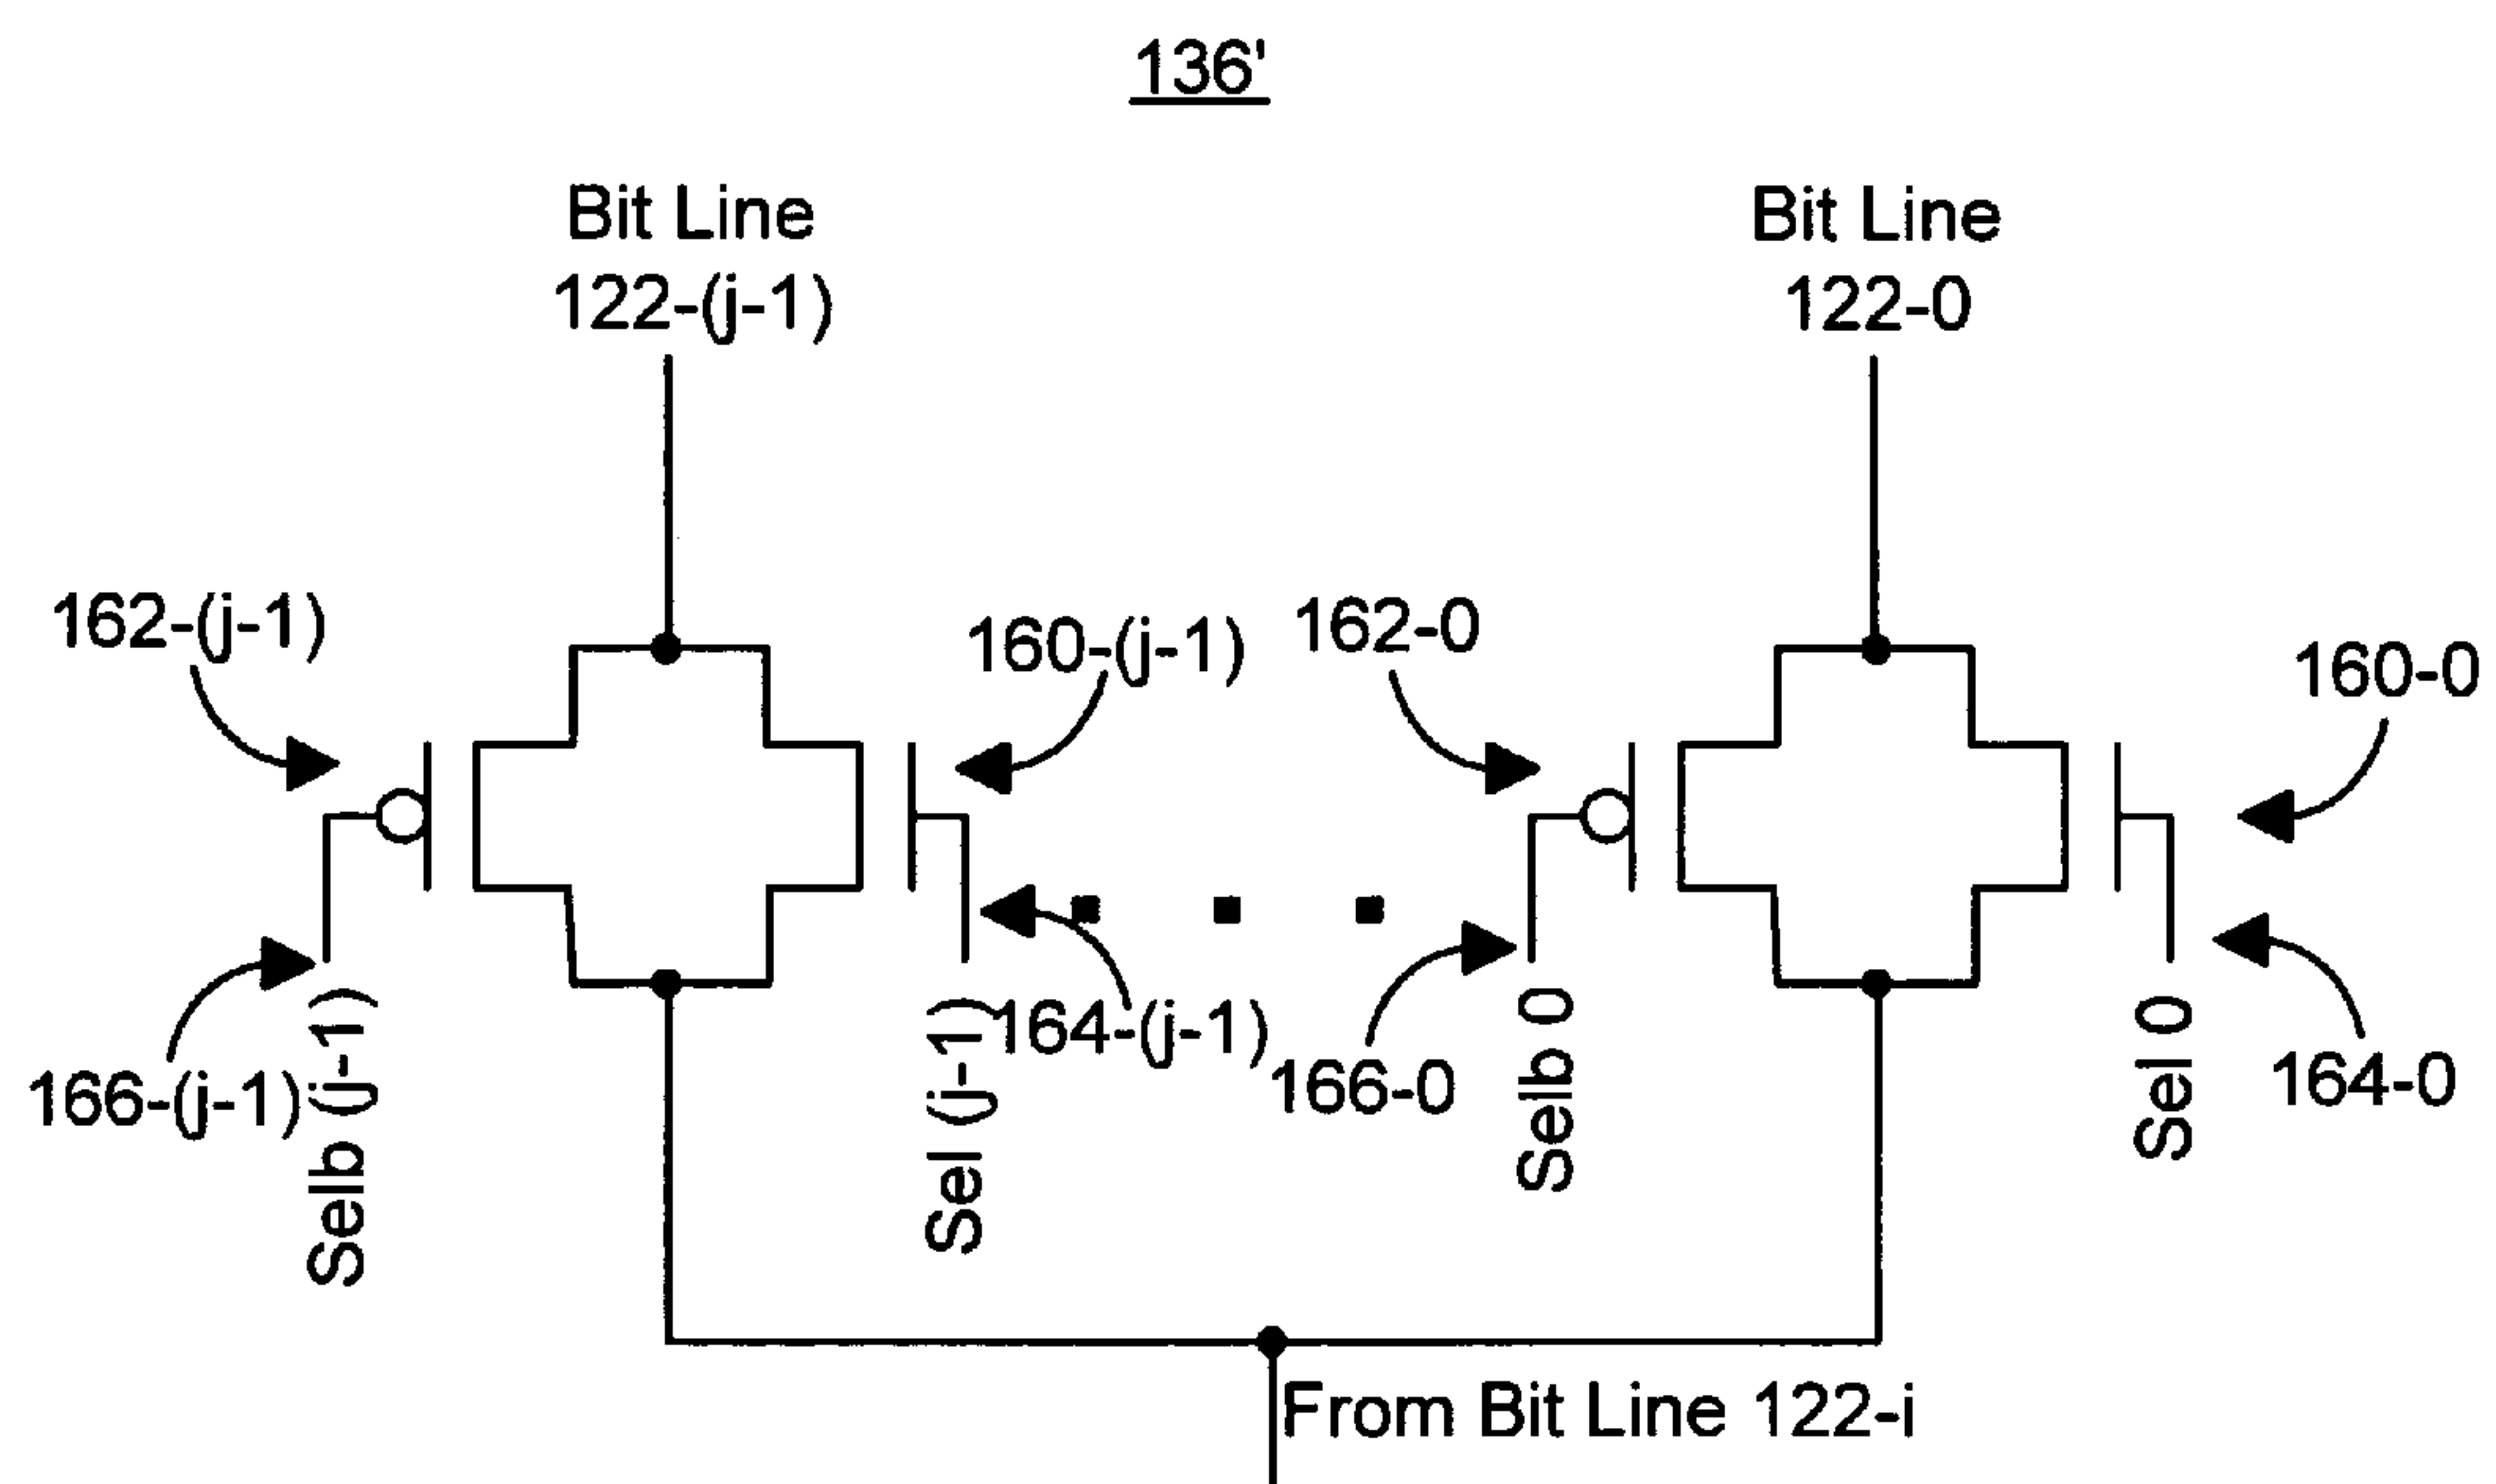 136'
Bit Line
122-(j-1)
Bit Line
122-0
162-(j-1)
160-(j-1)
162-0
160-0
166-(j-1)
Selb (j-1)
Sel (j-1)
164-(j-1)
166-0
Selb 0
Sel 0
164-0
From Bit Line 122-i